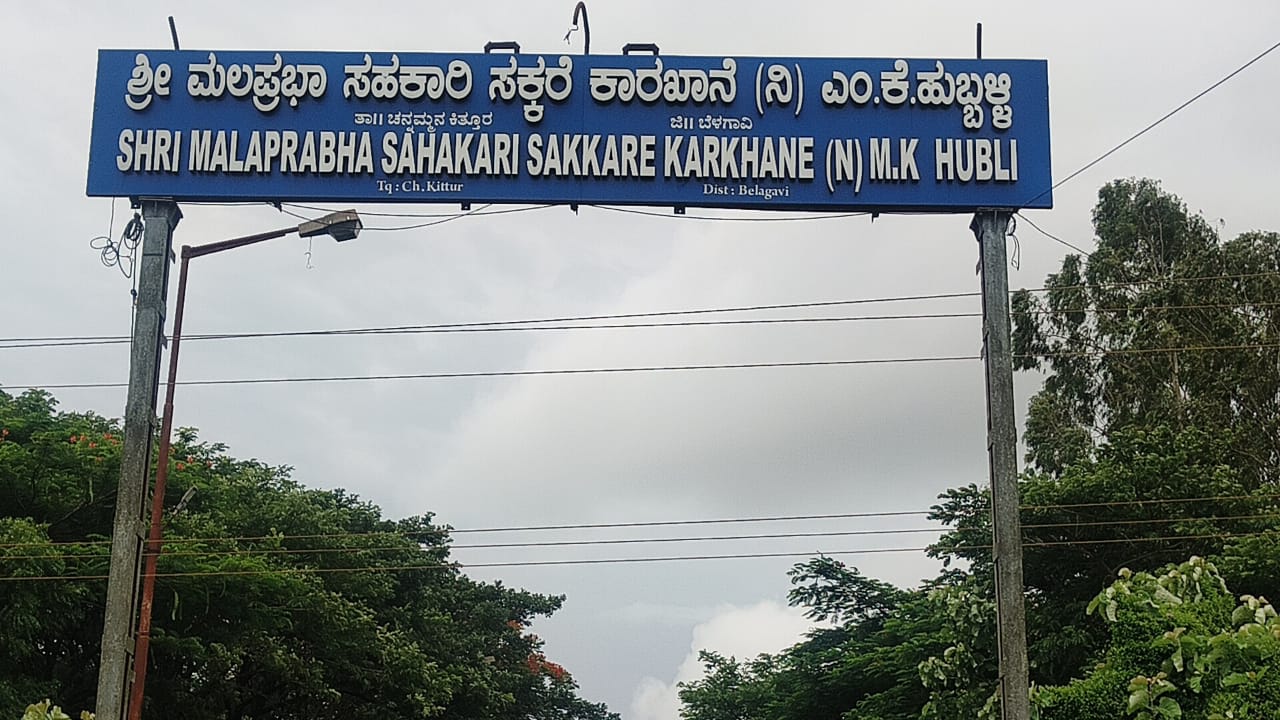 ಶ್ರೀ ಮಲಪ್ರಭಾ ಸಹಕಾರಿ ಸಕ್ಕರೆ ಕಾರಖಾನೆ (ನಿ) ಎಂ.ಕೆ.ಹುಬ್ಬಳ್ಳಿ
ತಾ।। ಚನ್ನಮ್ಮನ ಕಿತ್ತೂರ ಜಿ।। ಬೆಳಗಾವಿ
SHRI MALAPRABHA SAHAKARI SAKKARE KARKHANE (N) M.K HUBLI
Tq : Ch. Kittur Dist : Belagavi